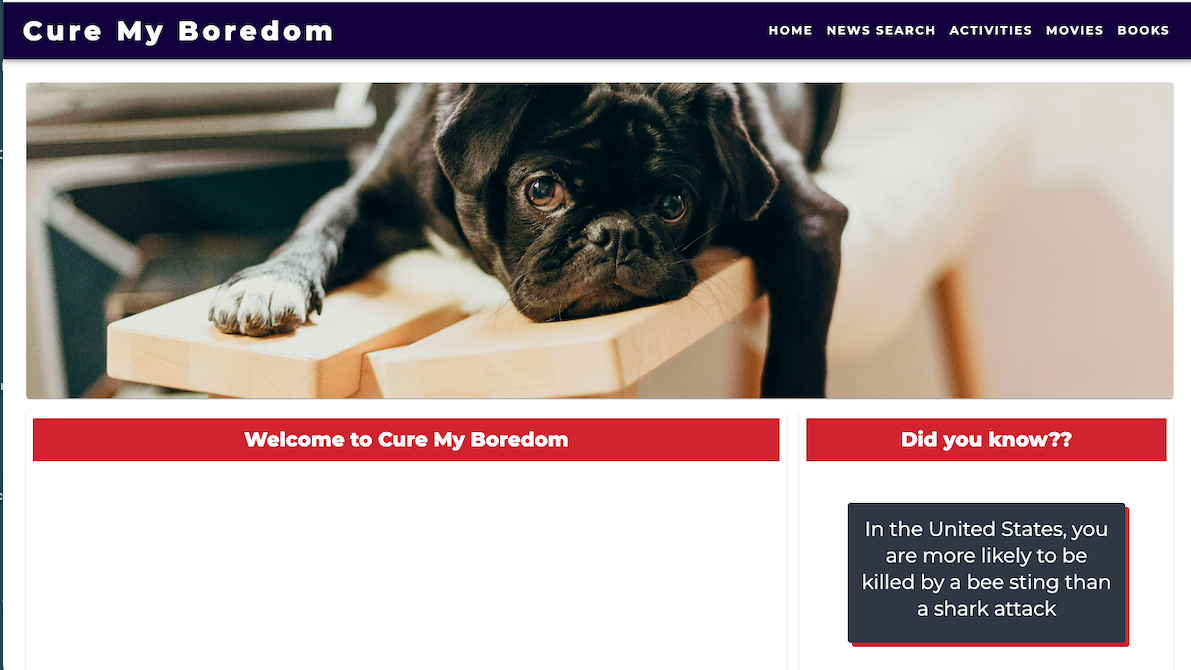 Cure My Boredom
HOME NEWS SEARCH ACTIVITIES MOVIES BOOKS
Welcome to Cure My Boredom
Did you know??
In the United States, you
are more likely to be
killed by a bee sting than
a shark attack